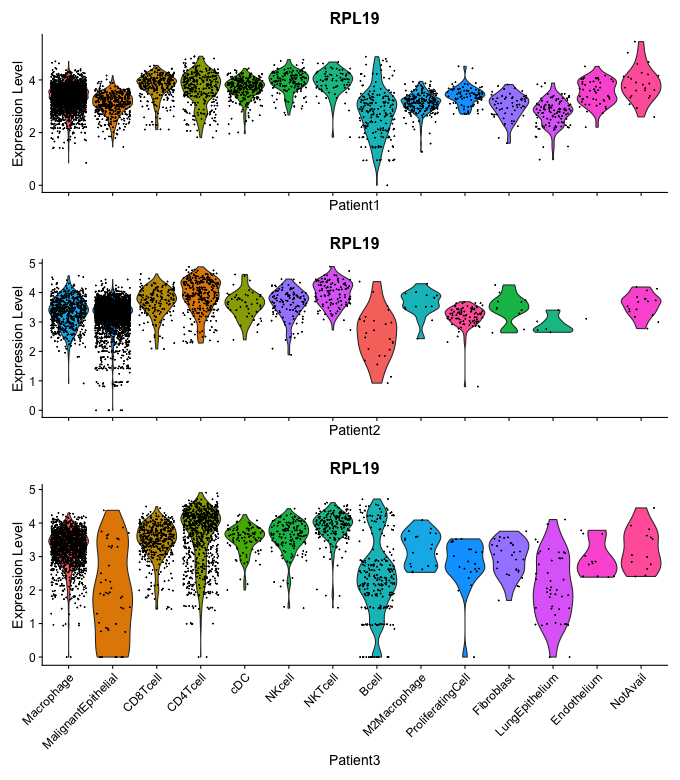 RPL19
Expression Level
4
2
0
Patient1
RPL19
Expression Level
5
4
3
2
1
0
Patient2
RPL19
Expression Level
5
4
3
2
1
0
Macrophage
MalignantEpithelial
CD8Tcell
CD4Tcell
cDC
NKcell
NKTcell
Bcell
M2Macrophage
ProliferatingCell
Fibroblast
LungEpithelium
Endothelium
NotAvail
Patient3